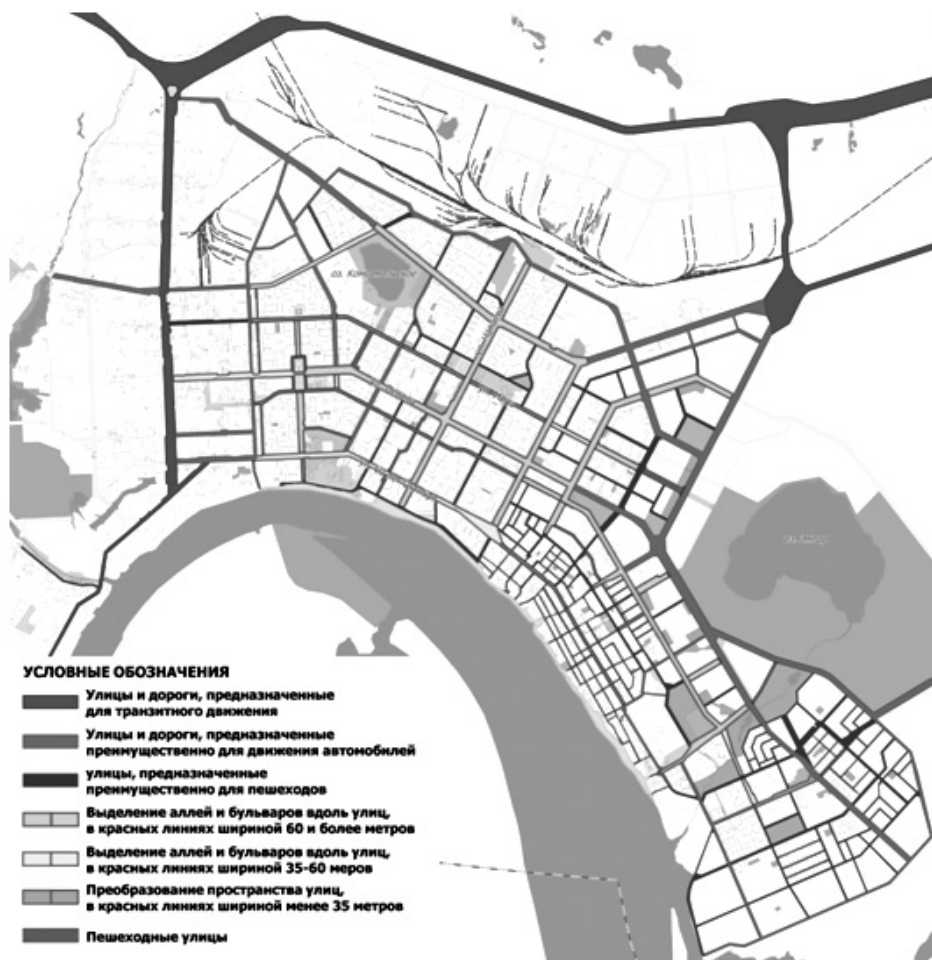 оз. Комсомольское
УСЛОВНЫЕ ОБОЗНАЧЕНИЯ
Улицы и дороги, предназначенные
для транзитного движения
Улицы и дороги, предназначенные
преимущественно для движения автомобилей
улицы, предназначенные
преимущественно для пешеходов
Выделение аллей и бульваров вдоль улиц,
в красных линиях шириной 60 и более метров
Выделение аллей и бульваров вдоль улиц,
в красных линиях шириной 35-60 меров
Преобразование пространства улиц,
в красных линиях шириной менее 35 метров
Пешеходные улицы